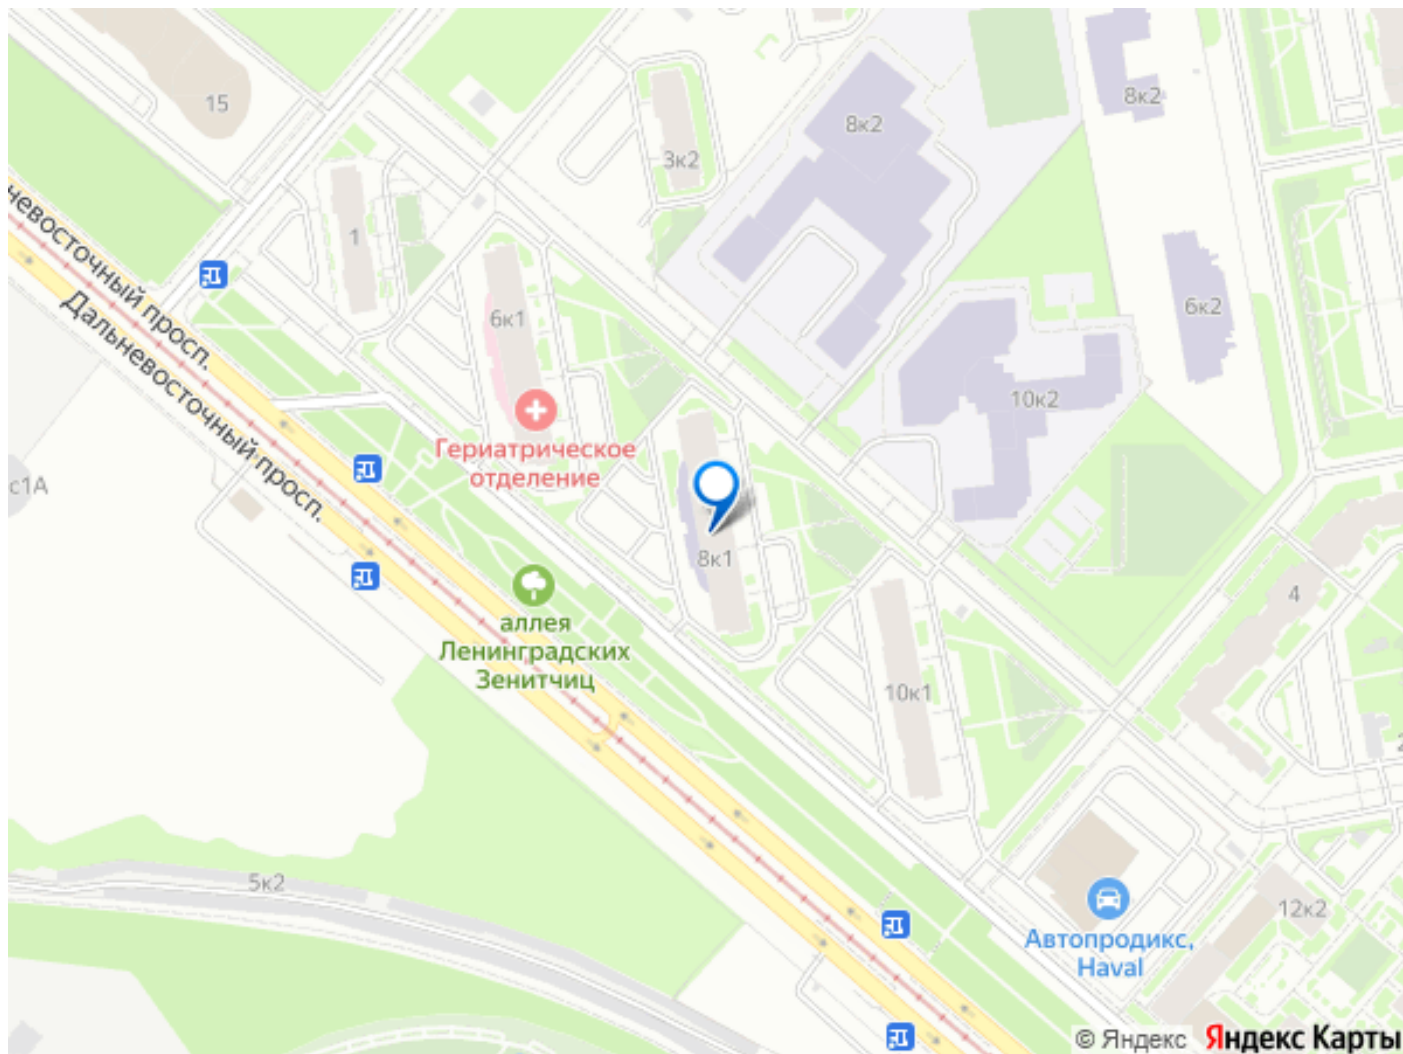 8к2
15
8к2
3к2
1
невосточный просп.
6к2
Дальневосточный просп.
6к1
10к2
Гериатрическое
отделение
с1А
8к1
4
аллея
Ленинградских
Зенитчиц
10к1
5к2
12к2
Автопродикс,
Haval
© Яндекс Яндекс Карты